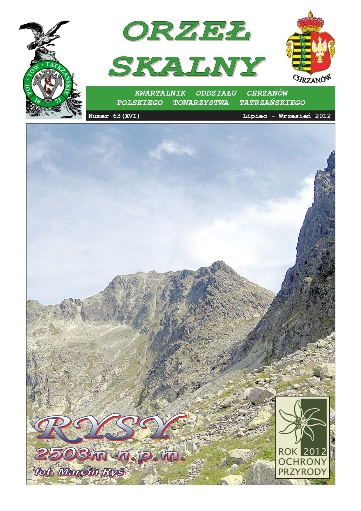 ORZEŁ
SKALNY
CHRZANÓW
KWARTALNIK ODDZIAŁU CHRZANÓW
POLSKIEGO TOWARZYSTWA TATRZAŃSKIEGO
Numer 63(XVI)
Lipiec - Wrzesień 2012
RYSY
2503m n.p.m.
fot. Marcin Ryś
ROK 2012
OCHRONY
PRZYRODY